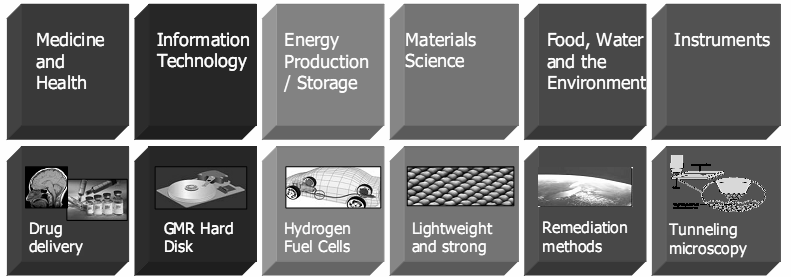 Medicine
and
Health
Information
Technology
Energy
Production
/ Storage
Materials
Science
Food, Water
and the
Environment
Instruments
Drug
delivery
GMR Hard
Disk
Hydrogen
Fuel Cells
Lightweight
and strong
Remediation
methods
Tunneling
microscopy